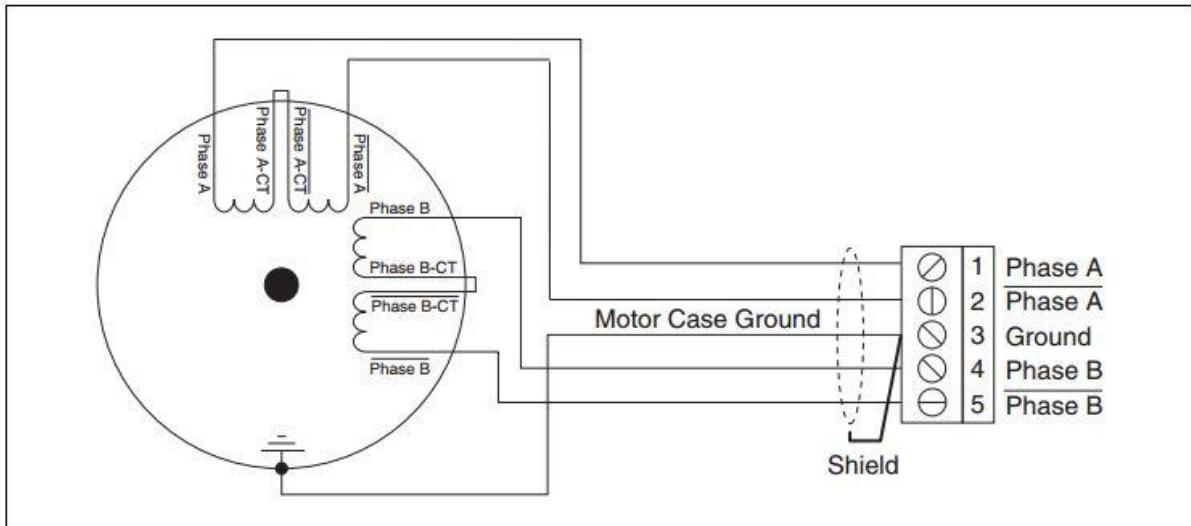 Phase A
Phase A-CT
Phase A-CT
Phase A
Phase B
Phase B-CT
Phase B-CT
Phase B
Motor Case Ground
Shield
1 Phase A
2 Phase A
3 Ground
4 Phase B
5 Phase B